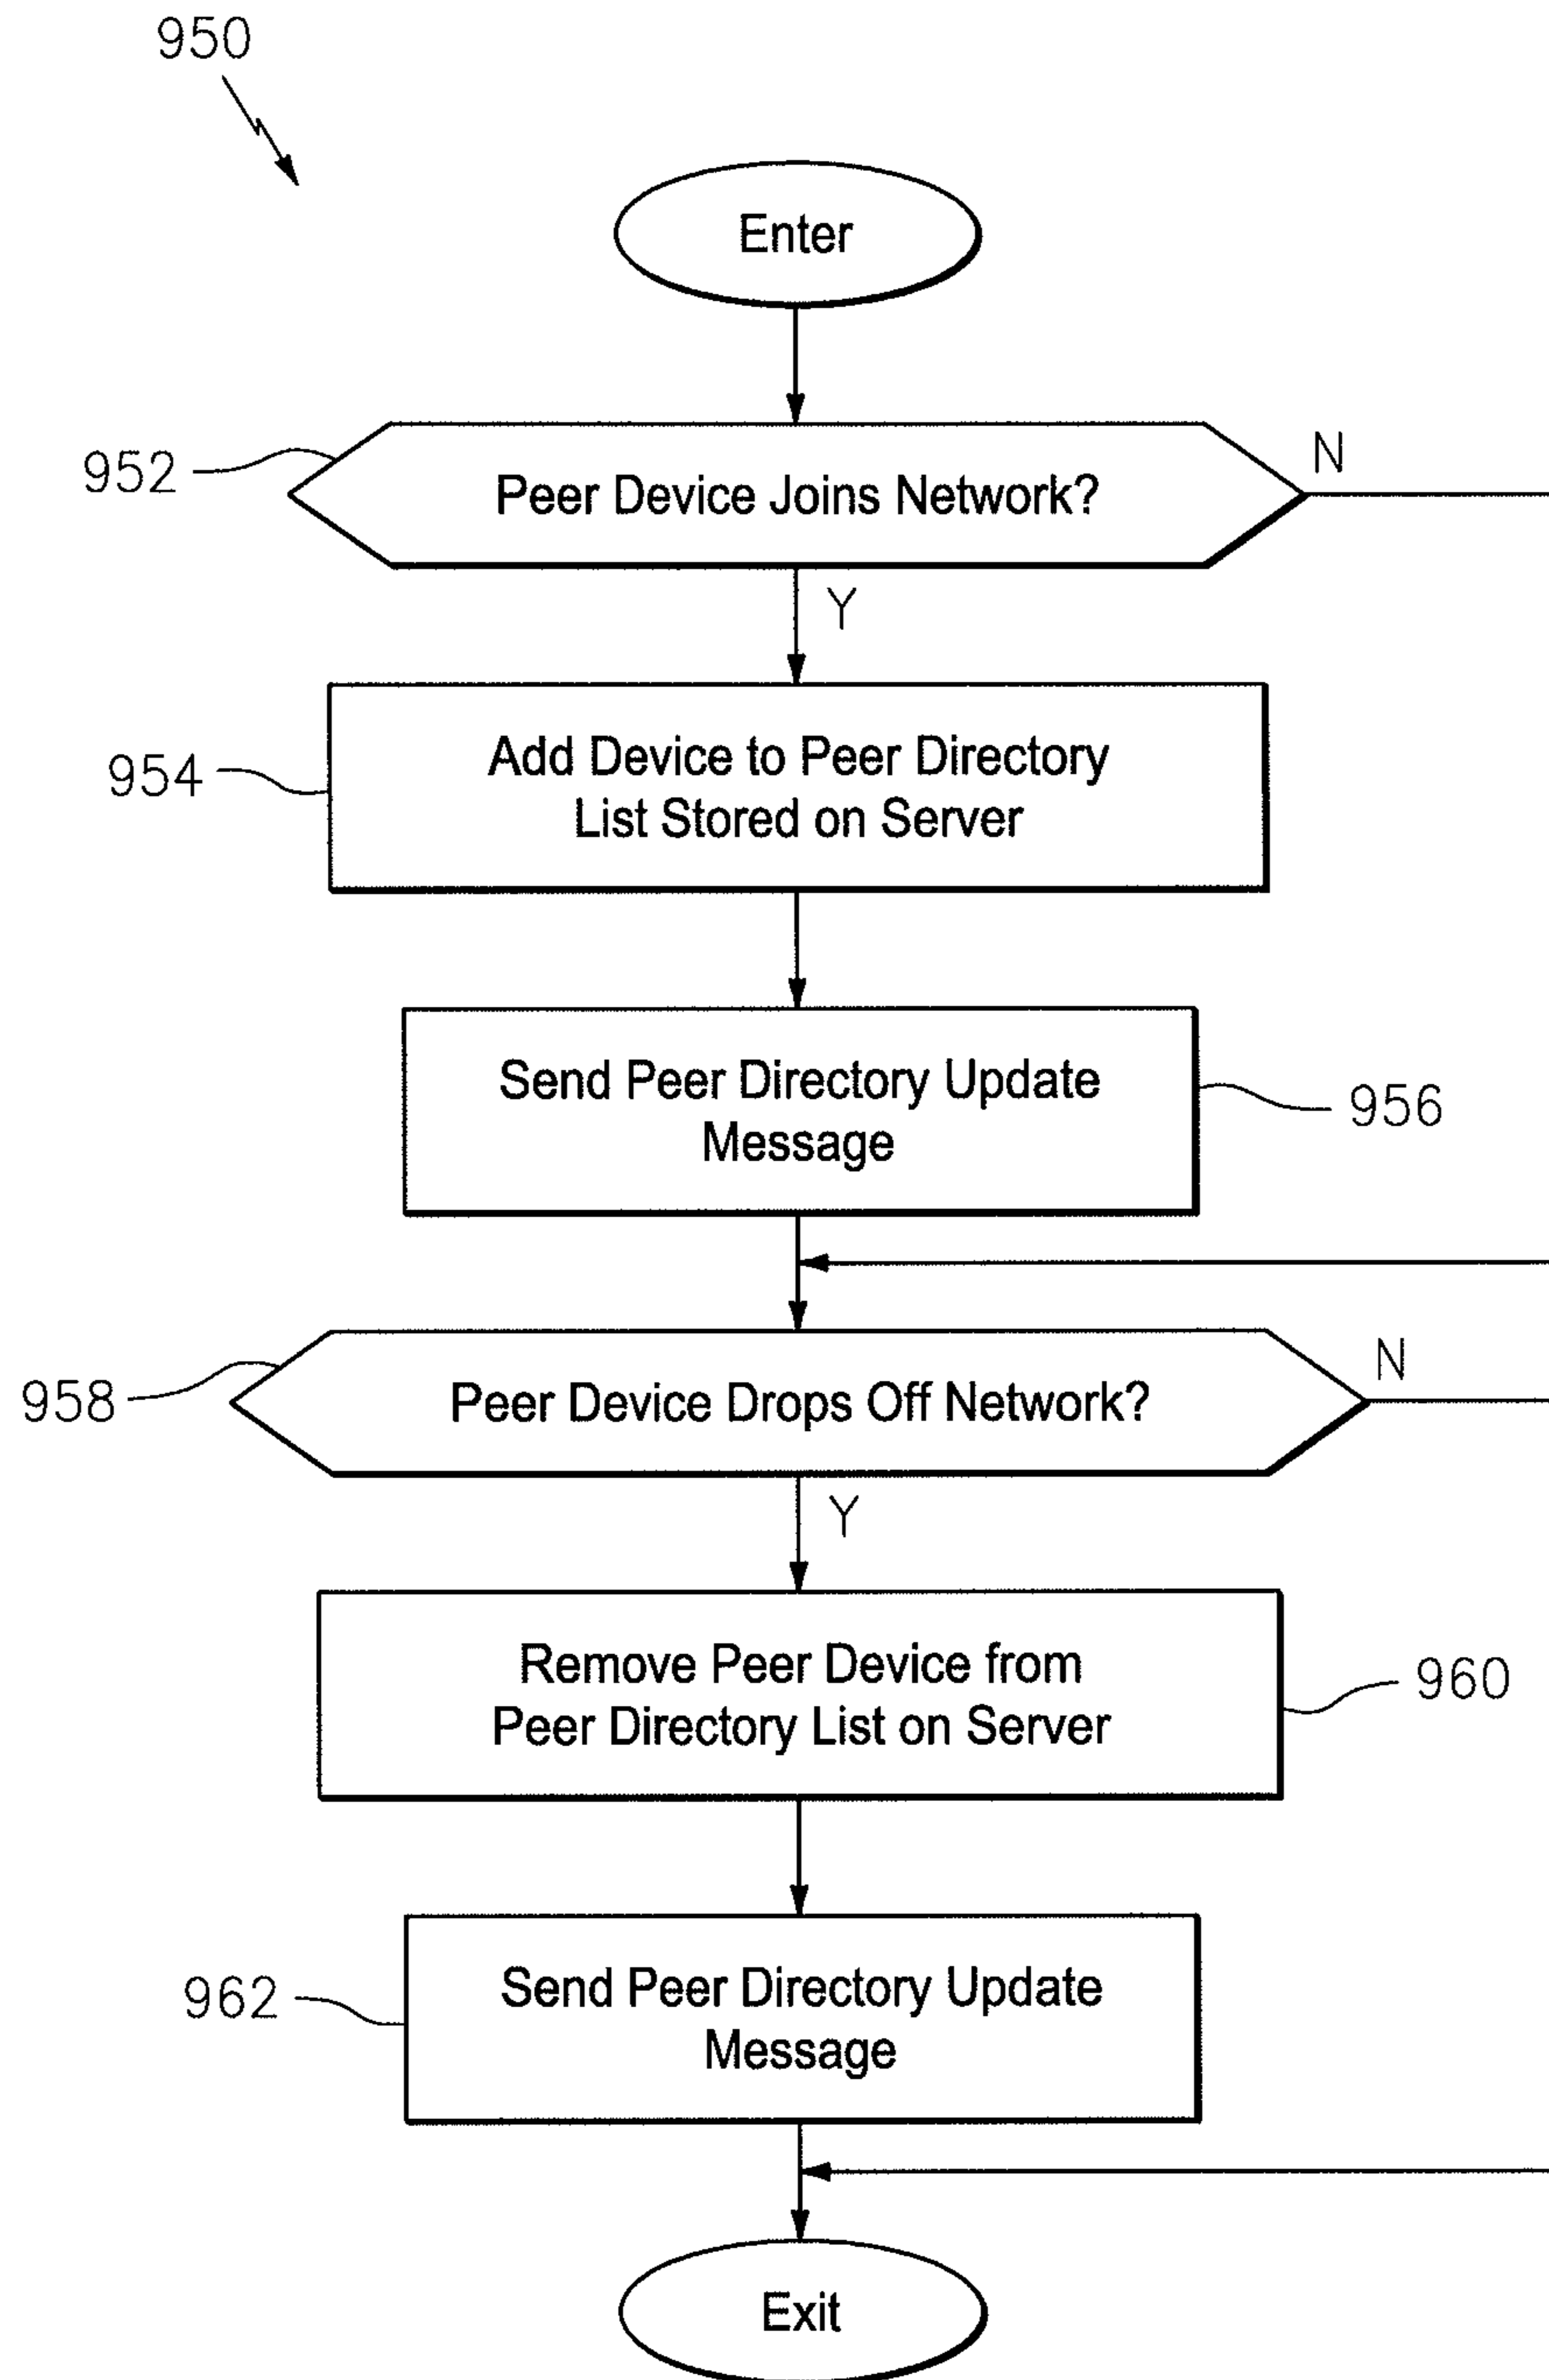 950
Enter
952
Peer Device Joins Network?
N
Y
954
Add Device to Peer Directory
List Stored on Server
Send Peer Directory Update
Message
956
958
Peer Device Drops Off Network?
N
Y
Remove Peer Device from
Peer Directory List on Server
960
962
Send Peer Directory Update
Message
Exit